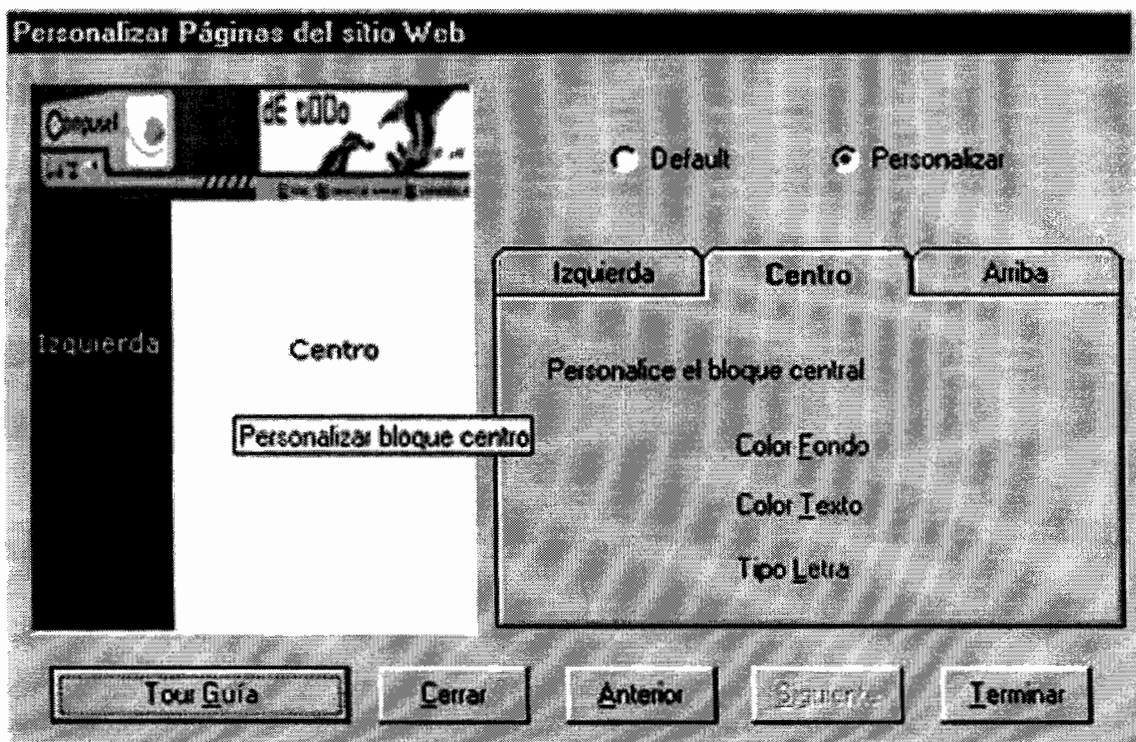 Personalizar Páginas del sitio Web
dE tODo
Default
Personalizar
Izquierda
Centro
Arriba
Izquierda
Centro
Personalice el bloque central
Personalizar bloque centro
Color Fondo
Color Texto
Tipo Letra
Tour Guía
Cerrar
Anterior
Siguiente
Terminar